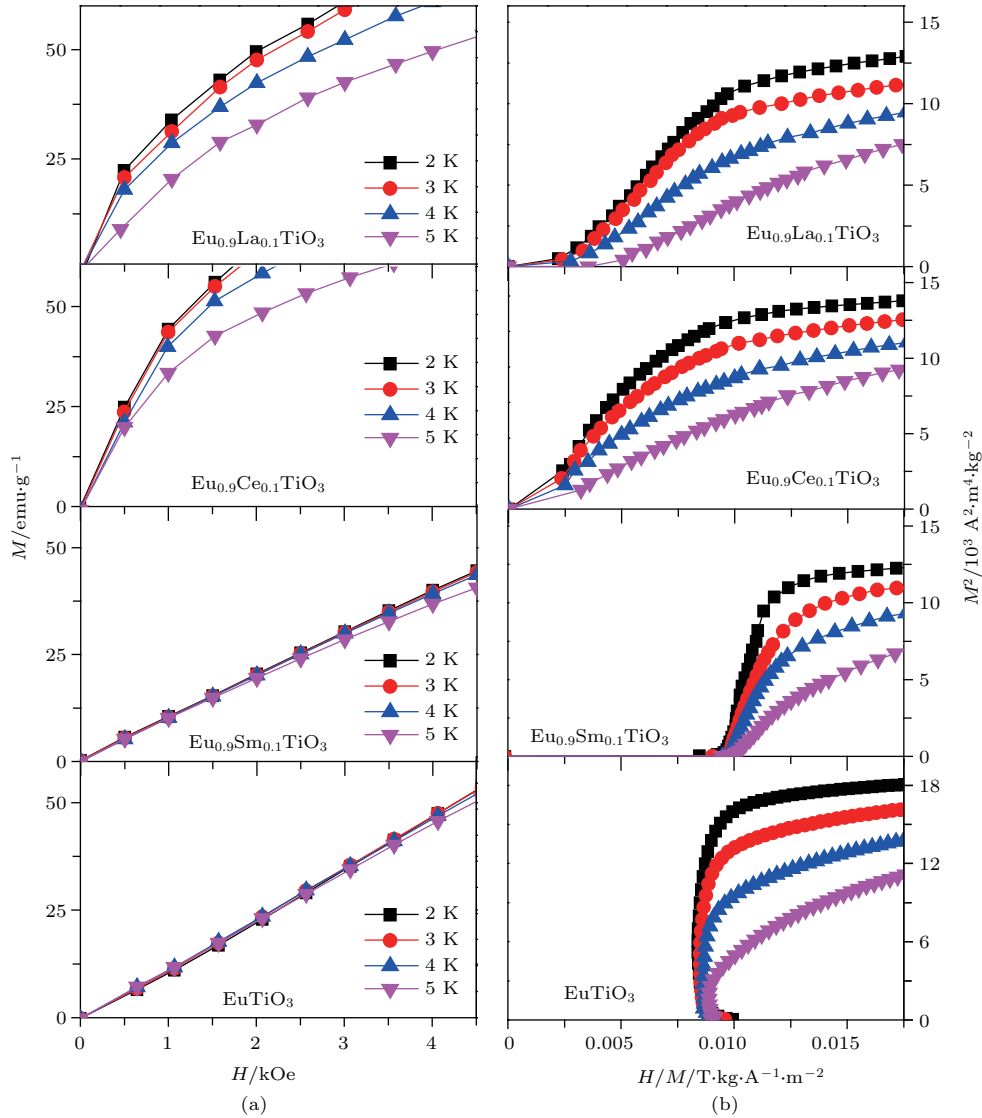 50
25
2 K
3 K
4 K
5 K
Eu0.9La0.1TiO3
50
25
0
2 K
3 K
4 K
5 K
Eu0.9Ce0.1TiO3
50
25
0
2 K
3 K
4 K
5 K
Eu0.9Sm0.1TiO3
50
25
0
2 K
3 K
4 K
5 K
EuTiO3
M/emu·g−1
0 1 2 3 4
H/kOe
(a)
15
10
5
0
Eu0.9La0.1TiO3
15
10
5
0
Eu0.9Ce0.1TiO3
15
10
5
0
Eu0.9Sm0.1TiO3
18
12
6
0
EuTiO3
M2/103 A2·m4·kg−2
0 0.005 0.010 0.015
H/M/T·kg·A−1·m−2
(b)